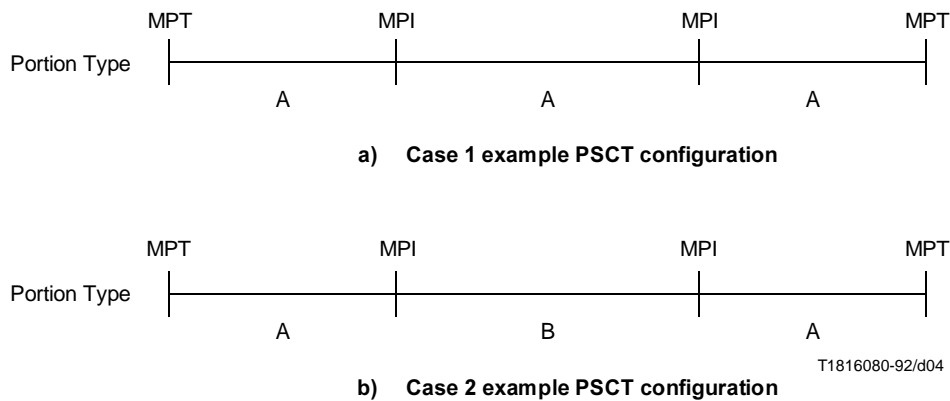 MPT MPI MPI MPT
Portion Type
A A A
a) Case 1 example PSCT configuration
MPT MPI MPI MPT
Portion Type
A B A
T1816080-92/d04
b) Case 2 example PSCT configuration